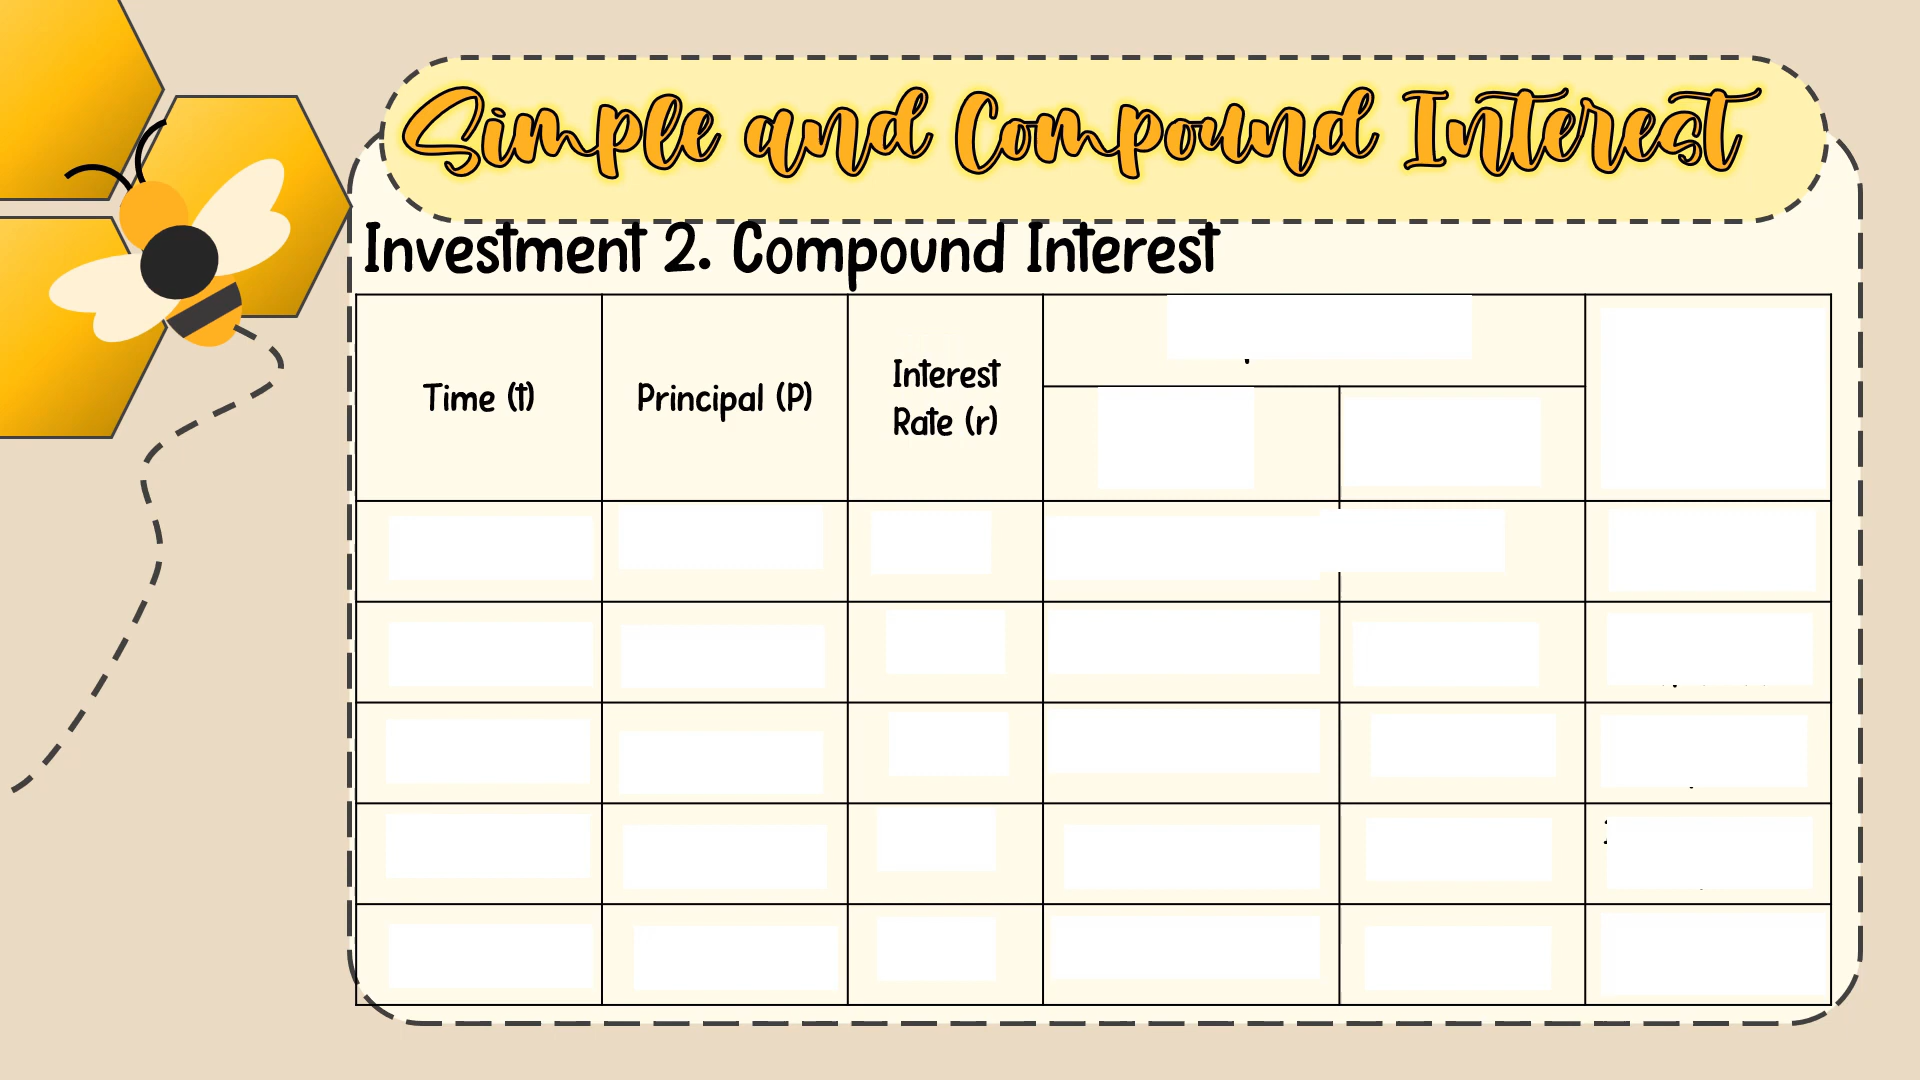 Simple and Compound Interest
Investment 2. Compound Interest
Time (t)
Principal (P)
Interest
Rate (r)